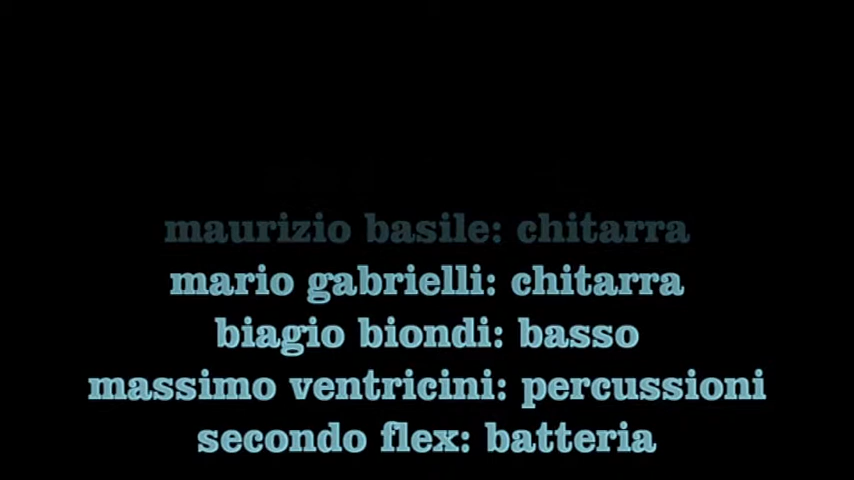 maurizio basile: chitarra
mario gabrielli: chitarra
biagio biondi: basso
massimo ventricini: percussioni
secondo flex: batteria